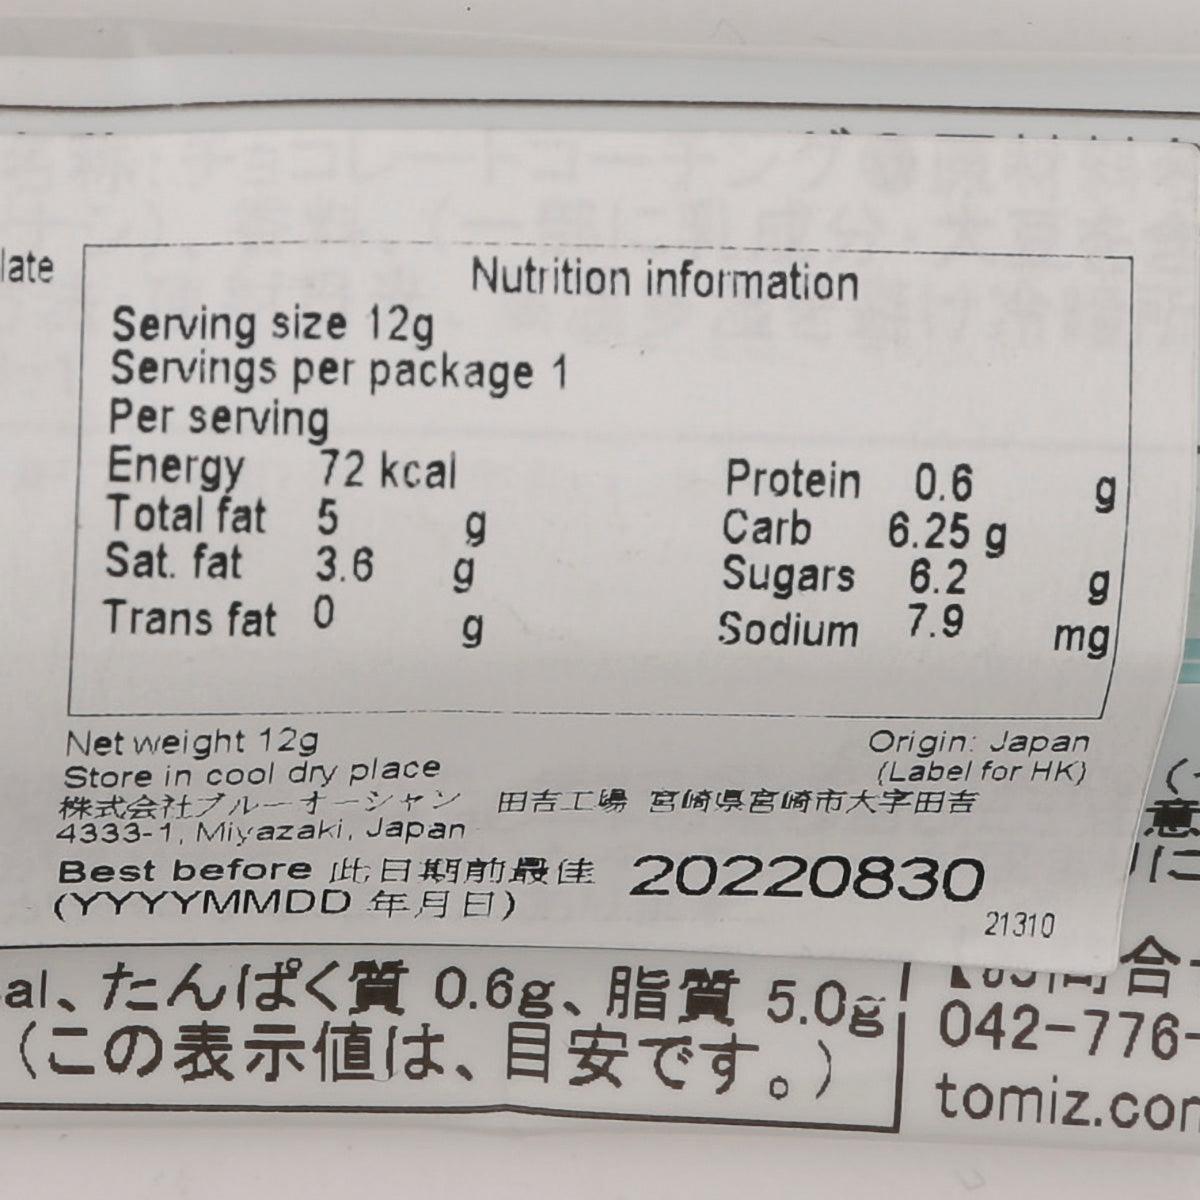 late
Nutrition information
Serving size 12g
Servings per package 1
Per serving
Energy 72 kcal
Total fat 5 g
Sat. fat 3.6 g
Trans fat 0 g
Protein 0.6 g
Carb 6.25 g
Sugars 6.2 g
Sodium 7.9 mg
Net weight 12g
Origin: Japan
Store in cool dry place
(Label for HK)
株式会社ブルーオーシャン 田吉工場 宮崎県宮崎市大字田吉
4333-1, Miyazaki, Japan
Best before 此日期前最佳 20220830
(YYYYMMDD 年月日)
21310
al、たんぱく質 0.6g、脂質 5.0g
(この表示値は、目安です。)
意
合
042-776-
tomiz.com